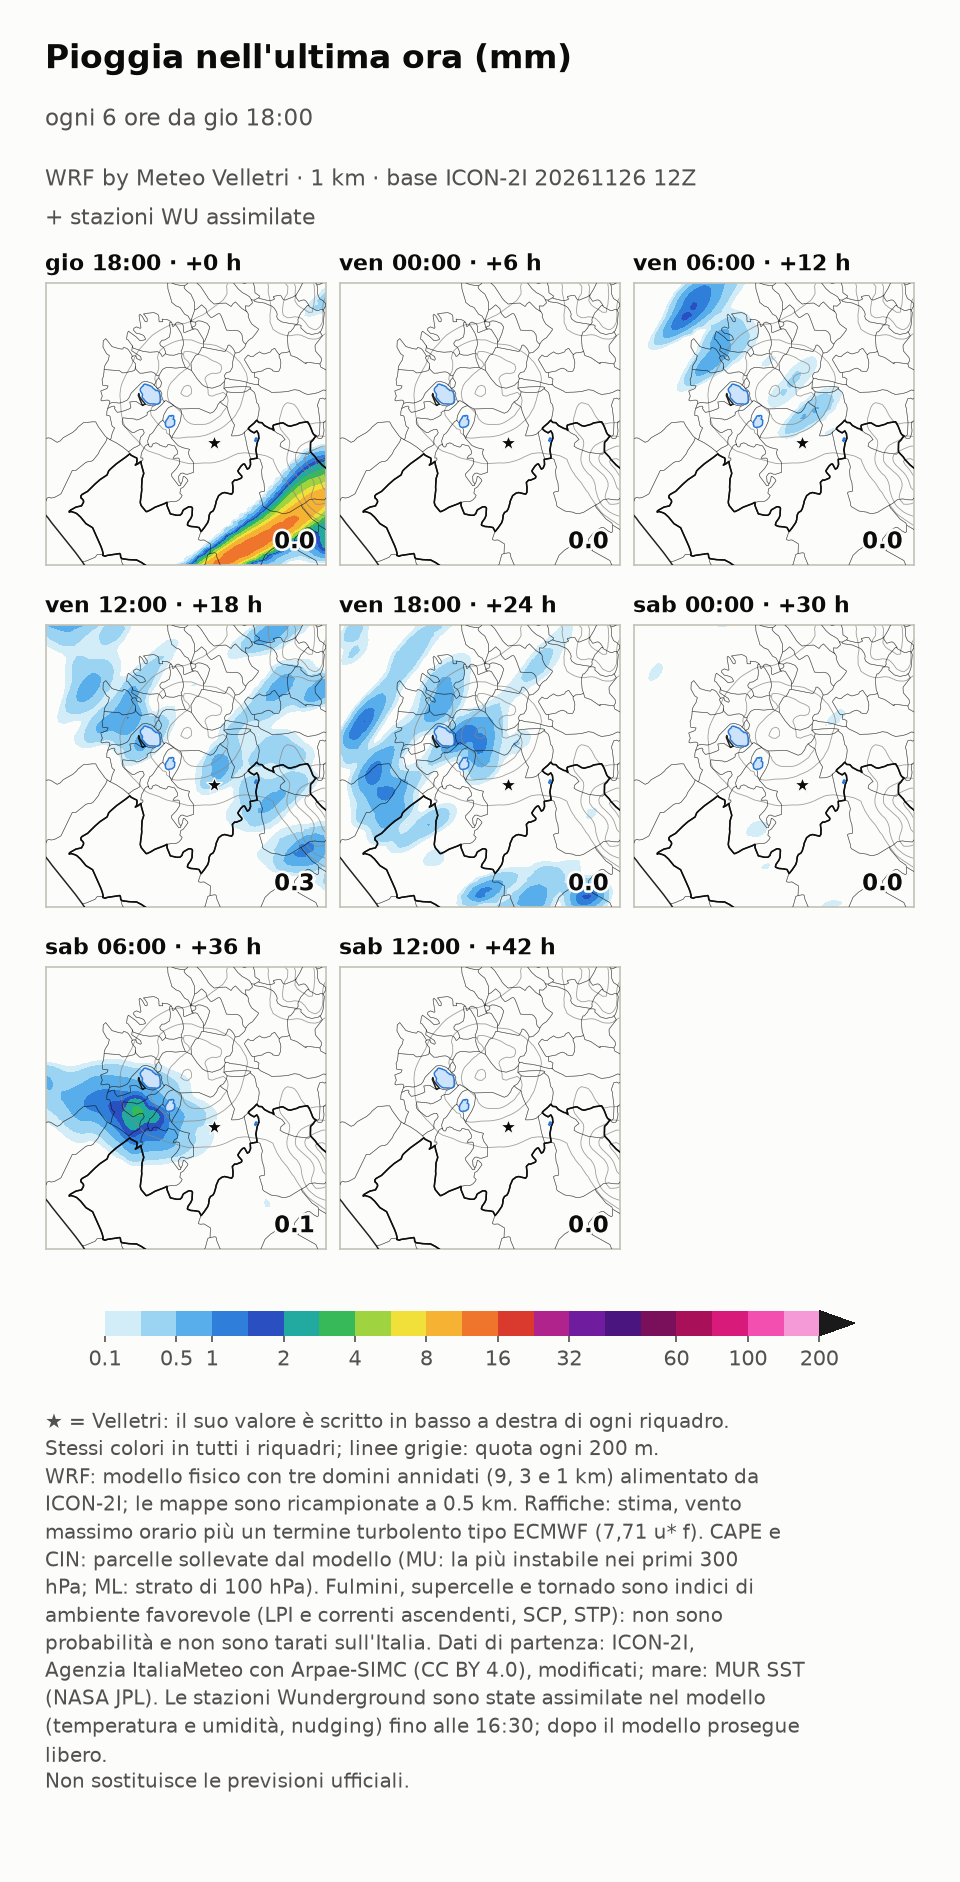 Pioggia nell'ultima ora (mm)
ogni 6 ore da gio 18:00
WRF by Meteo Velletri · 1 km · base ICON-2I 20261126 12Z
+ stazioni WU assimilate
gio 18:00 · +0 h
ven 00:00 · +6 h
ven 06:00 · +12 h
0.0
0.0
0.0
ven 12:00 · +18 h
ven 18:00 · +24 h
sab 00:00 · +30 h
0.3
0.0
0.0
sab 06:00 · +36 h
sab 12:00 · +42 h
0.1
0.0
0.1 0.5 1 2 4 8 16 32 60 100 200
★ = Velletri: il suo valore è scritto in basso a destra di ogni riquadro.
Stessi colori in tutti i riquadri; linee grigie: quota ogni 200 m.
WRF: modello fisico con tre domini annidati (9, 3 e 1 km) alimentato da
ICON-2I; le mappe sono ricampionate a 0.5 km. Raffiche: stima, vento
massimo orario più un termine turbolento tipo ECMWF (7,71 u* f). CAPE e
CIN: parcelle sollevate dal modello (MU: la più instabile nei primi 300
hPa; ML: strato di 100 hPa). Fulmini, supercelle e tornado sono indici di
ambiente favorevole (LPI e correnti ascendenti, SCP, STP): non sono
probabilità e non sono tarati sull'Italia. Dati di partenza: ICON-2I,
Agenzia ItaliaMeteo con Arpae-SIMC (CC BY 4.0), modificati; mare: MUR SST
(NASA JPL). Le stazioni Wunderground sono state assimilate nel modello
(temperatura e umidità, nudging) fino alle 16:30; dopo il modello prosegue
libero.
Non sostituisce le previsioni ufficiali.